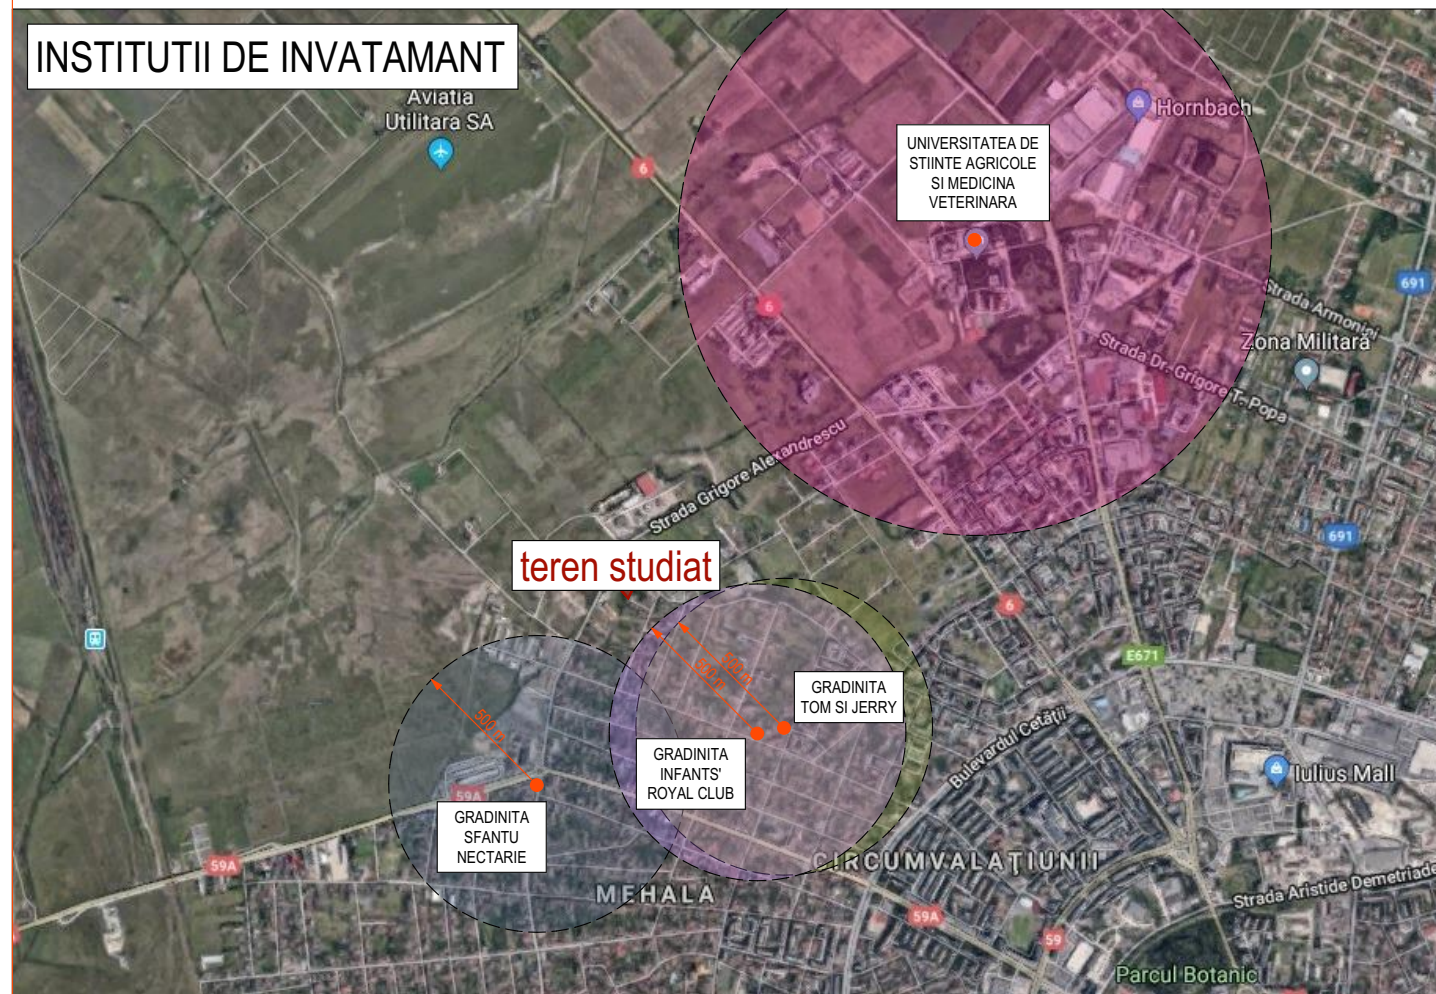 INSTITUTII DE INVATAMANT
Aviatia
Utilitara SA
6
Hornbach
UNIVERSITATEA DE
STIINTE AGRICOLE
SI MEDICINA
VETERINARA
691
Strada Armoniei
6
Zona Militară
Strada Dr. Grigore T. Popa
Strada Grigore Alexandrescu
691
teren studiat
6
E671
500 m
500 m
GRADINITA
TOM SI JERRY
500 m
Bulevardul Cetății
GRADINITA
INFANTS'
ROYAL CLUB
Iulius Mall
59A
GRADINITA
SFANTU
NECTARIE
59A
CIRCUMVALAȚIUNII
MEHALA
Strada Aristide Demetriade
59A
59
Parcul Botanic